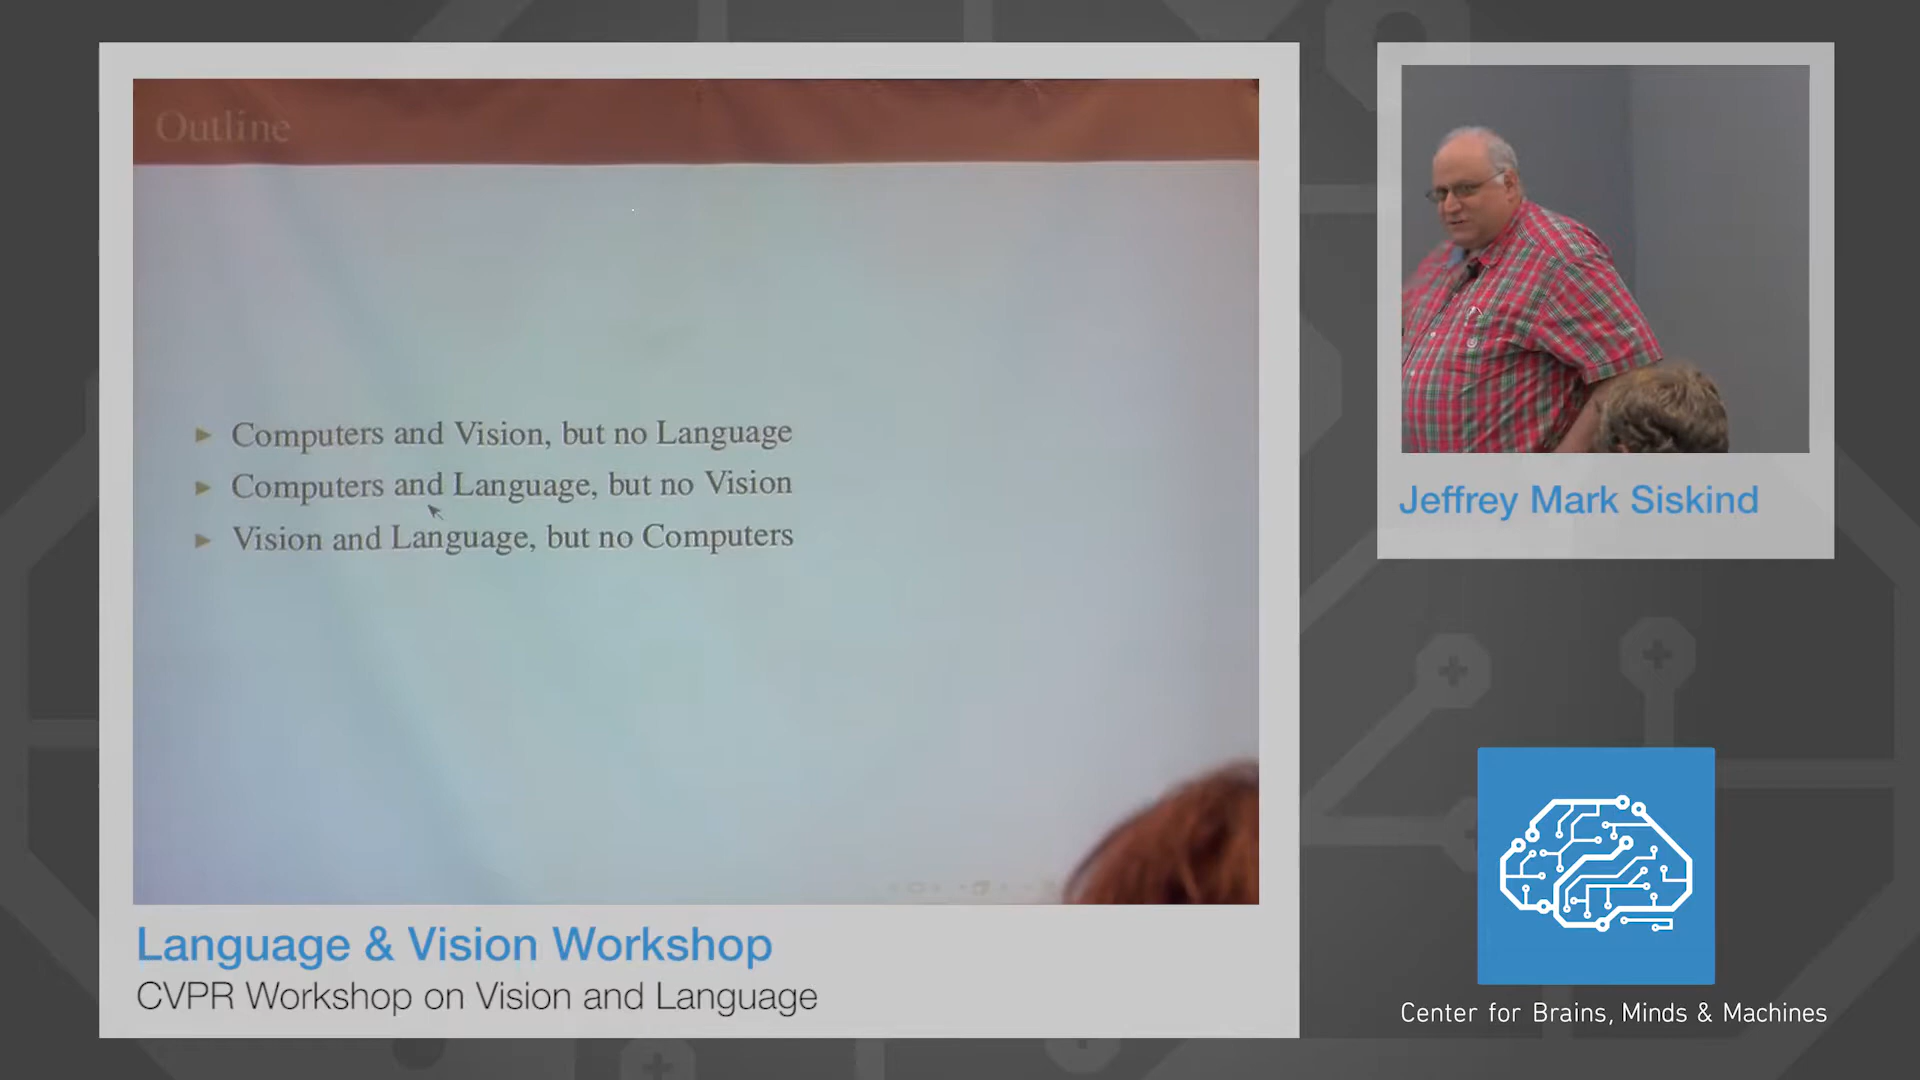 Outline
Computers and Vision, but no Language
Computers and Language, but no Vision
Vision and Language, but no Computers
Jeffrey Mark Siskind
Language & Vision Workshop
CVPR Workshop on Vision and Language
Center for Brains, Minds & Machines